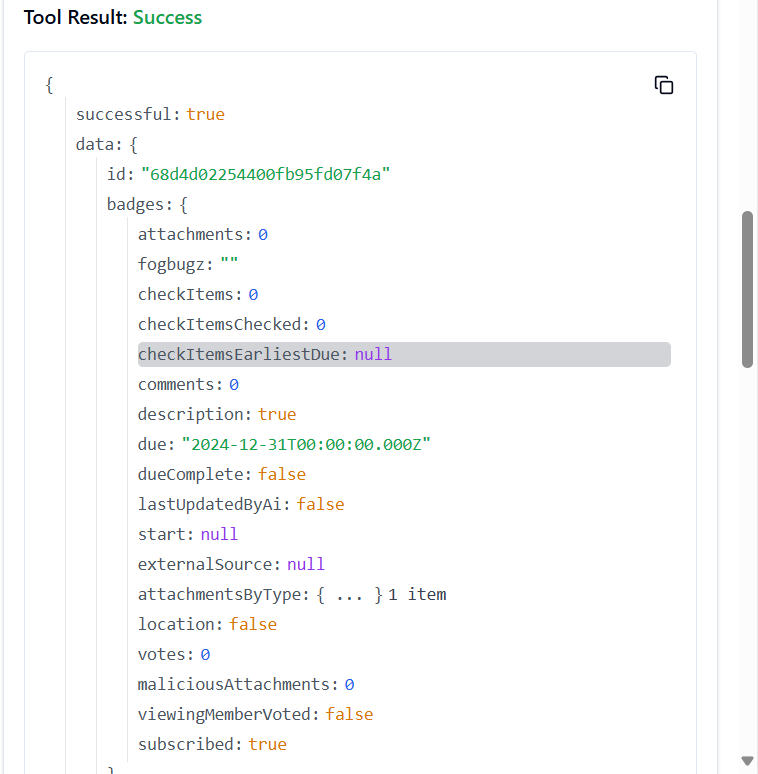 Tool Result: Success
{
successful: true
data: {
id: "68d4d02254400fb95fd07f4a"
badges: {
attachments: 0
fogbugz: ""
checkItems: 0
checkItemsChecked: 0
checkItemsEarliestDue: null
comments: 0
description: true
due: "2024-12-31T00:00:00.000Z"
dueComplete: false
lastUpdatedByAi: false
start: null
externalSource: null
attachmentsByType: { ... } 1 item
location: false
votes: 0
maliciousAttachments: 0
viewingMemberVoted: false
subscribed: true
}